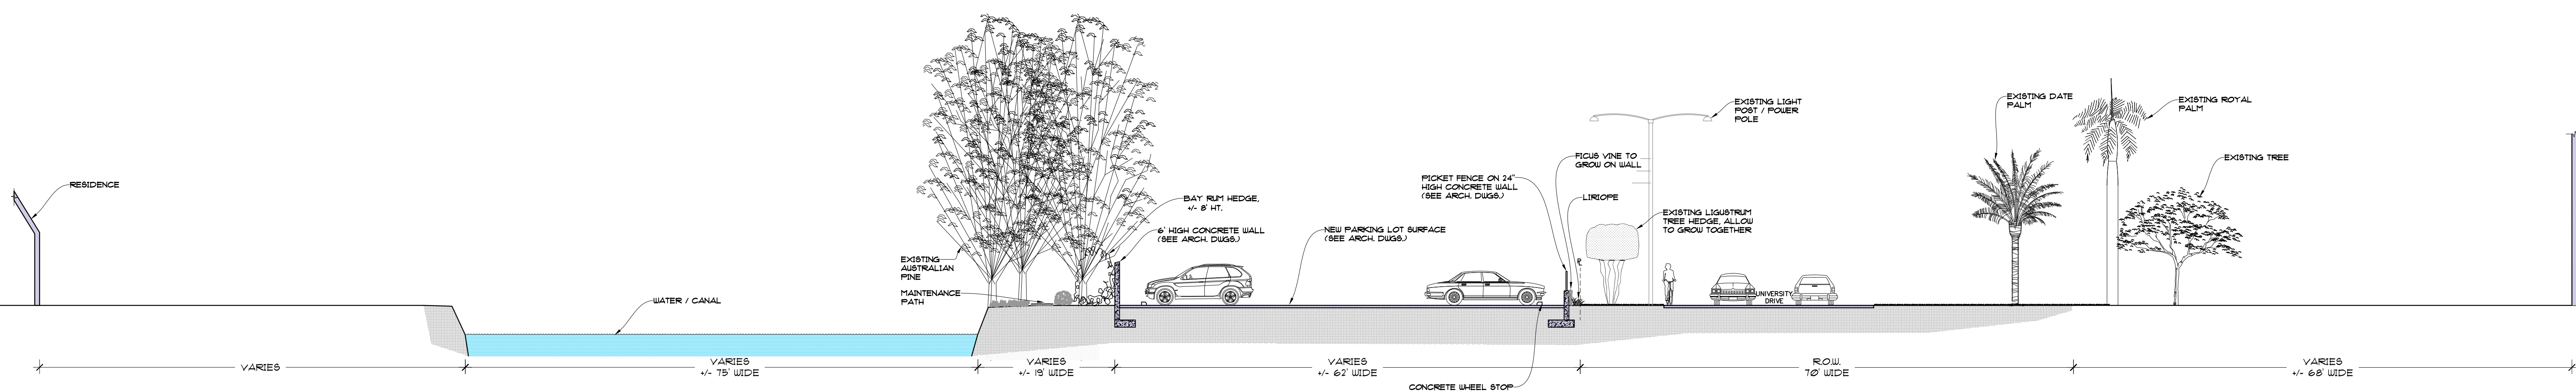 RESIDENCE
WATER / CANAL
EXISTING
AUSTRALIAN
PINE
MAINTENANCE
PATH
BAY RUM HEDGE,
+/- 8' HT.
6' HIGH CONCRETE WALL
(SEE ARCH. DWGS.)
NEW PARKING LOT SURFACE
(SEE ARCH. DWGS.)
PICKET FENCE ON 24"
HIGH CONCRETE WALL
(SEE ARCH. DWGS.)
FICUS VINE TO
GROW ON WALL
LIRIOPE
EXISTING LIGHT
POST / POWER
POLE
EXISTING LIGUSTRUM
TREE HEDGE, ALLOW
TO GROW TOGETHER
UNIVERSITY
DRIVE
EXISTING DATE
PALM
EXISTING ROYAL
PALM
EXISTING TREE
VARIES
VARIES
+/- 75' WIDE
VARIES
+/- 19' WIDE
VARIES
+/- 62' WIDE
CONCRETE WHEEL STOP
R.O.W.
70' WIDE
VARIES
+/- 68' WIDE